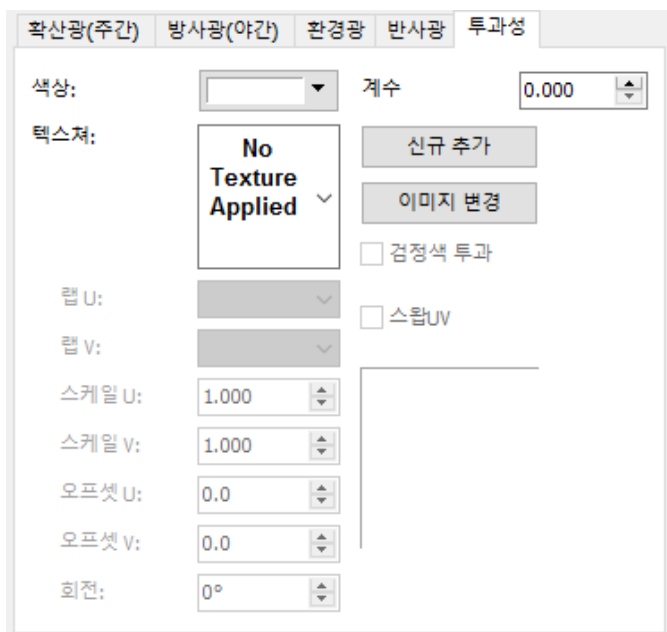 확산광(주간) 방사광(야간) 환경광 반사광 투과성
색상: 계수 0.000
텍스쳐: No Texture Applied 신규 추가
이미지 변경
검정색 투과
랩 U: 스왑UV
랩 V:
스케일 U: 1.000
스케일 V: 1.000
오프셋 U: 0.0
오프셋 V: 0.0
회전: 0°